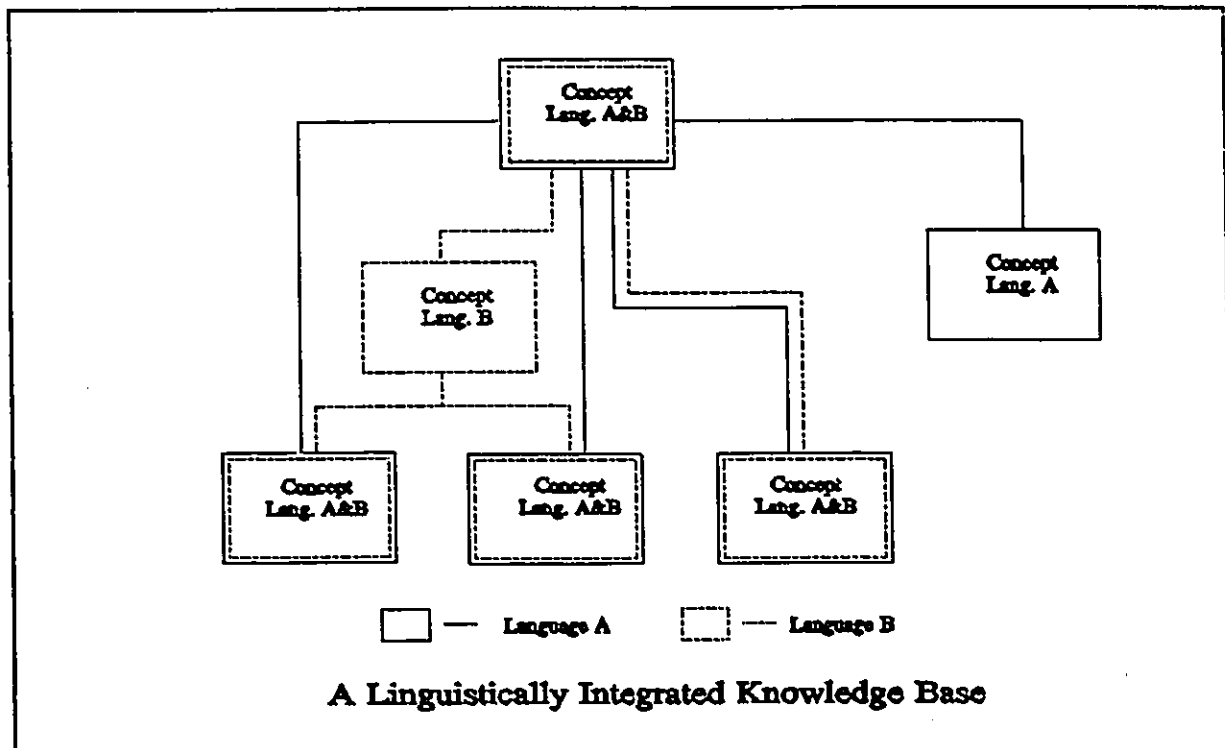 Concept
Lang. A&B
Concept
Lang. A
Concept
Lang. B
Concept
Lang. A&B
Concept
Lang. A&B
Concept
Lang. A&B
Language A
Language B
A Linguistically Integrated Knowledge Base